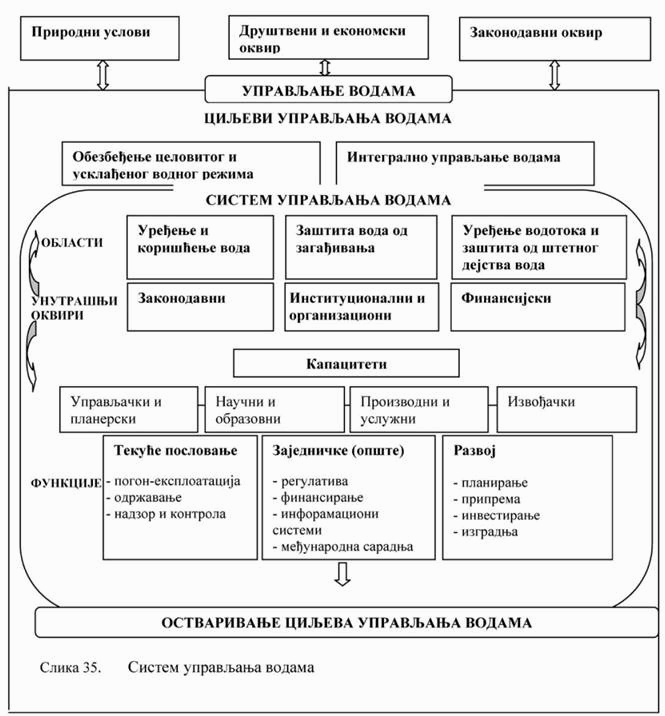 Природни услови
Друштвени и економски
оквир
Законодавни оквир
УПРАВЉАЊЕ ВОДАМА
ЦИЉЕВИ УПРАВЉАЊА ВОДАМА
Обезбеђење целовитог и
усклађеног водног режима
Интегрално управљање водама
СИСТЕМ УПРАВЉАЊА ВОДАМА
ОБЛАСТИ
Уређење и
коришћење вода
Заштита вода од
загађивања
Уређење водотока и
заштита од штетног
дејства вода
УНУТРАШЊИ
ОКВИРИ
Законодавни
Институционални и
организациони
Финансијски
Капацитети
Управљачки и
планерски
Научни и
образовни
Производни и
услужни
Извођачки
ФУНКЦИЈЕ
Текуће пословање
- погон-експлоатација
- одржавање
- надзор и контрола
Заједничке (опште)
- регулатива
- финансирање
- инфорамациони
системи
- међународна сарадња
Развој
- планирање
- припрема
- инвестирање
- изградња
ОСТВАРИВАЊЕ ЦИЉЕВА УПРАВЉАЊА ВОДАМА
Слика 35. Систем управљања водама